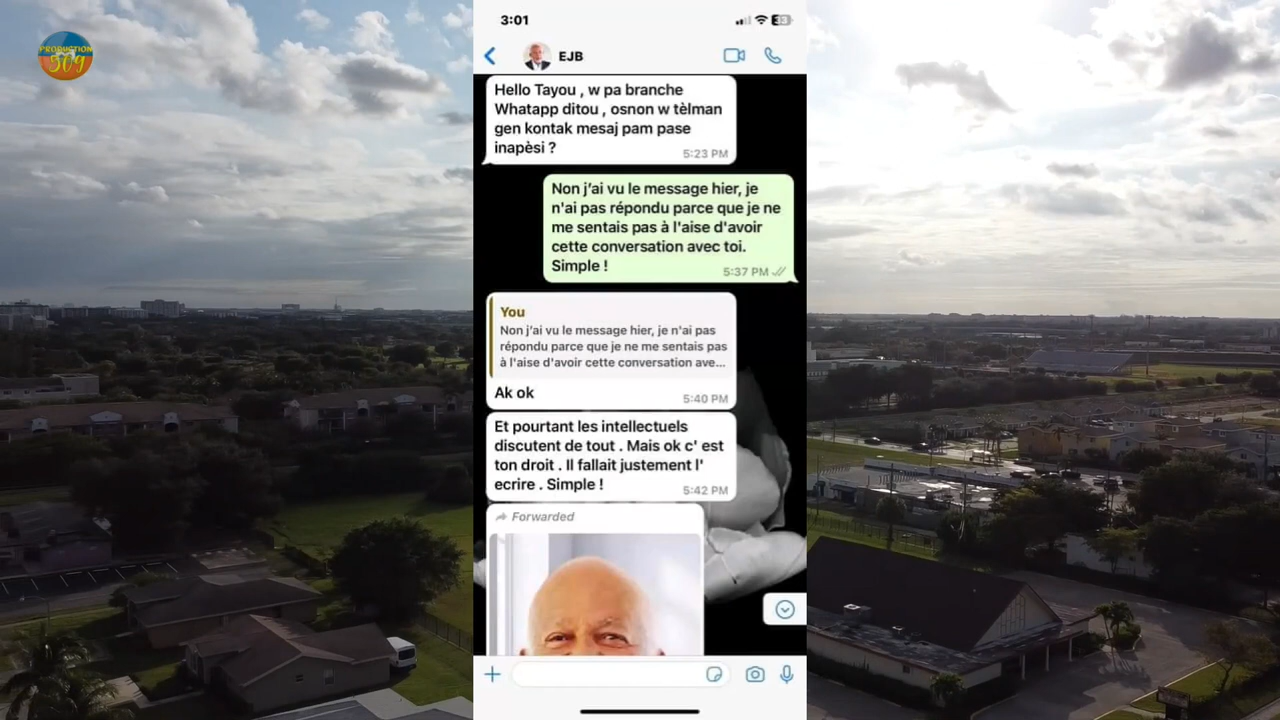 PRODUCTION
509
3:01
33
EJB
Hello Tayou , w pa branche
Whatapp ditou , osnon w tèlman
gen kontak mesaj pam pase
inapèsi ?
5:23 PM
Non j'ai vu le message hier, je
n'ai pas répondu parce que je ne
me sentais pas à l'aise d'avoir
cette conversation avec toi.
Simple !
5:37 PM
You
Non j'ai vu le message hier, je n'ai pas
répondu parce que je ne me sentais pas
à l'aise d'avoir cette conversation ave...
Ak ok
5:40 PM
Et pourtant les intellectuels
discutent de tout . Mais ok c' est
ton droit . Il fallait justement l'
ecrire . Simple !
5:42 PM
Forwarded